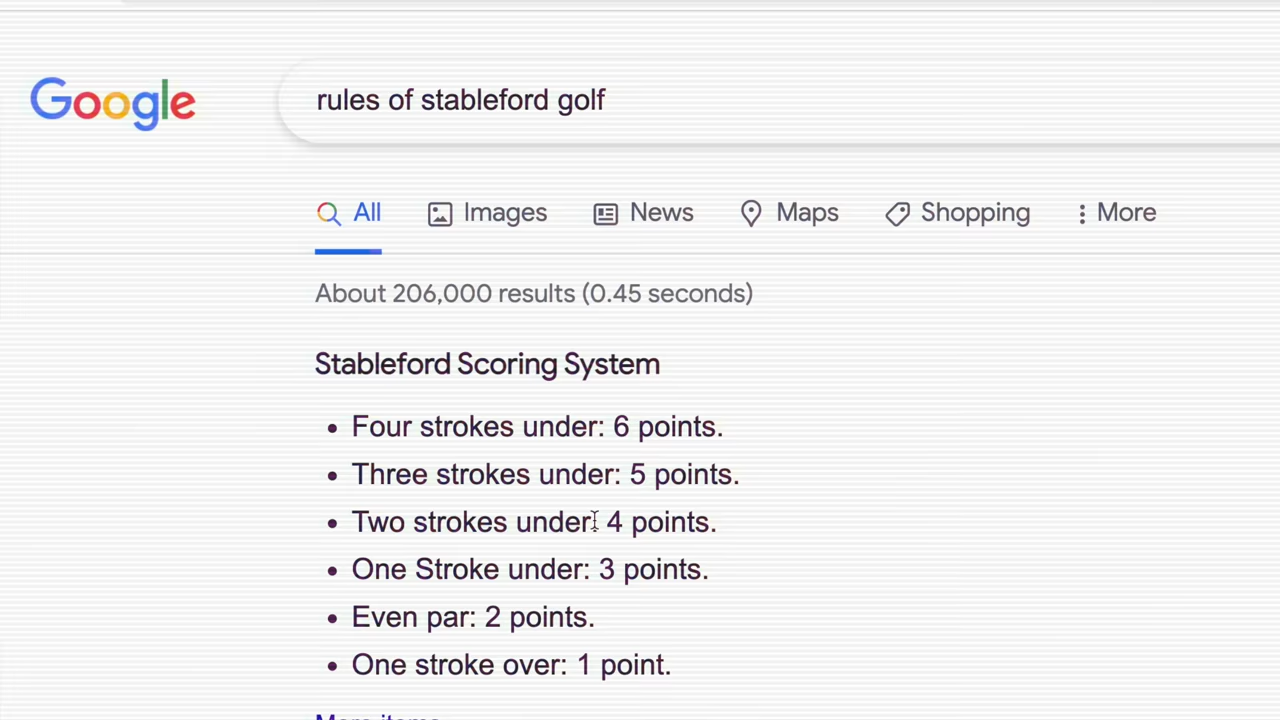 Google
rules of stableford golf
All Images News Maps Shopping More
About 206,000 results (0.45 seconds)
Stableford Scoring System
• Four strokes under: 6 points.
• Three strokes under: 5 points.
• Two strokes under: 4 points.
• One Stroke under: 3 points.
• Even par: 2 points.
• One stroke over: 1 point.
More items